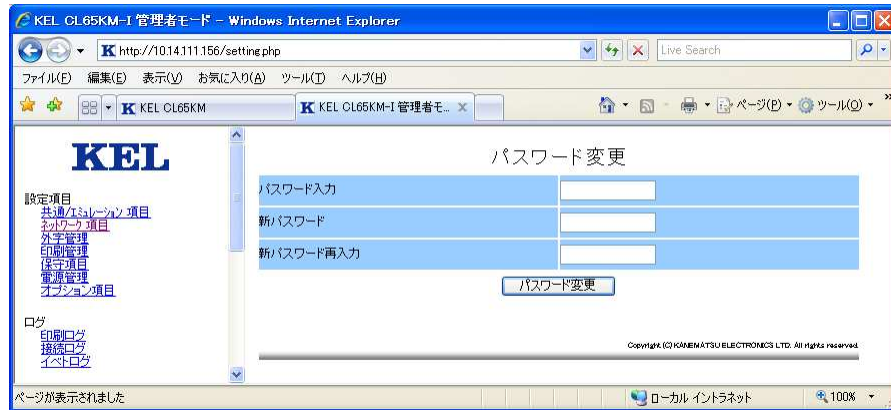 KEL CL65KM-I 管理者モード - Windows Internet Explorer
http://10.14.111.156/setting.php
Live Search
ファイル(F) 編集(E) 表示(V) お気に入り(A) ツール(T) ヘルプ(H)
KEL CL65KM
KEL CL65KM-I 管理者モ...
ページ(P)
ツール(O)
KEL
設定項目
共通/エミュレーション 項目
ネットワーク 項目
外字管理
印刷管理
保守項目
電源管理
オプション項目
ログ
印刷ログ
接続ログ
イベトログ
パスワード変更
パスワード入力
新パスワード
新パスワード再入力
パスワード変更
Copyright (C) KANEMATSU ELECTRONICS LTD. All rights reserved.
ページが表示されました
ローカル イントラネット
100%